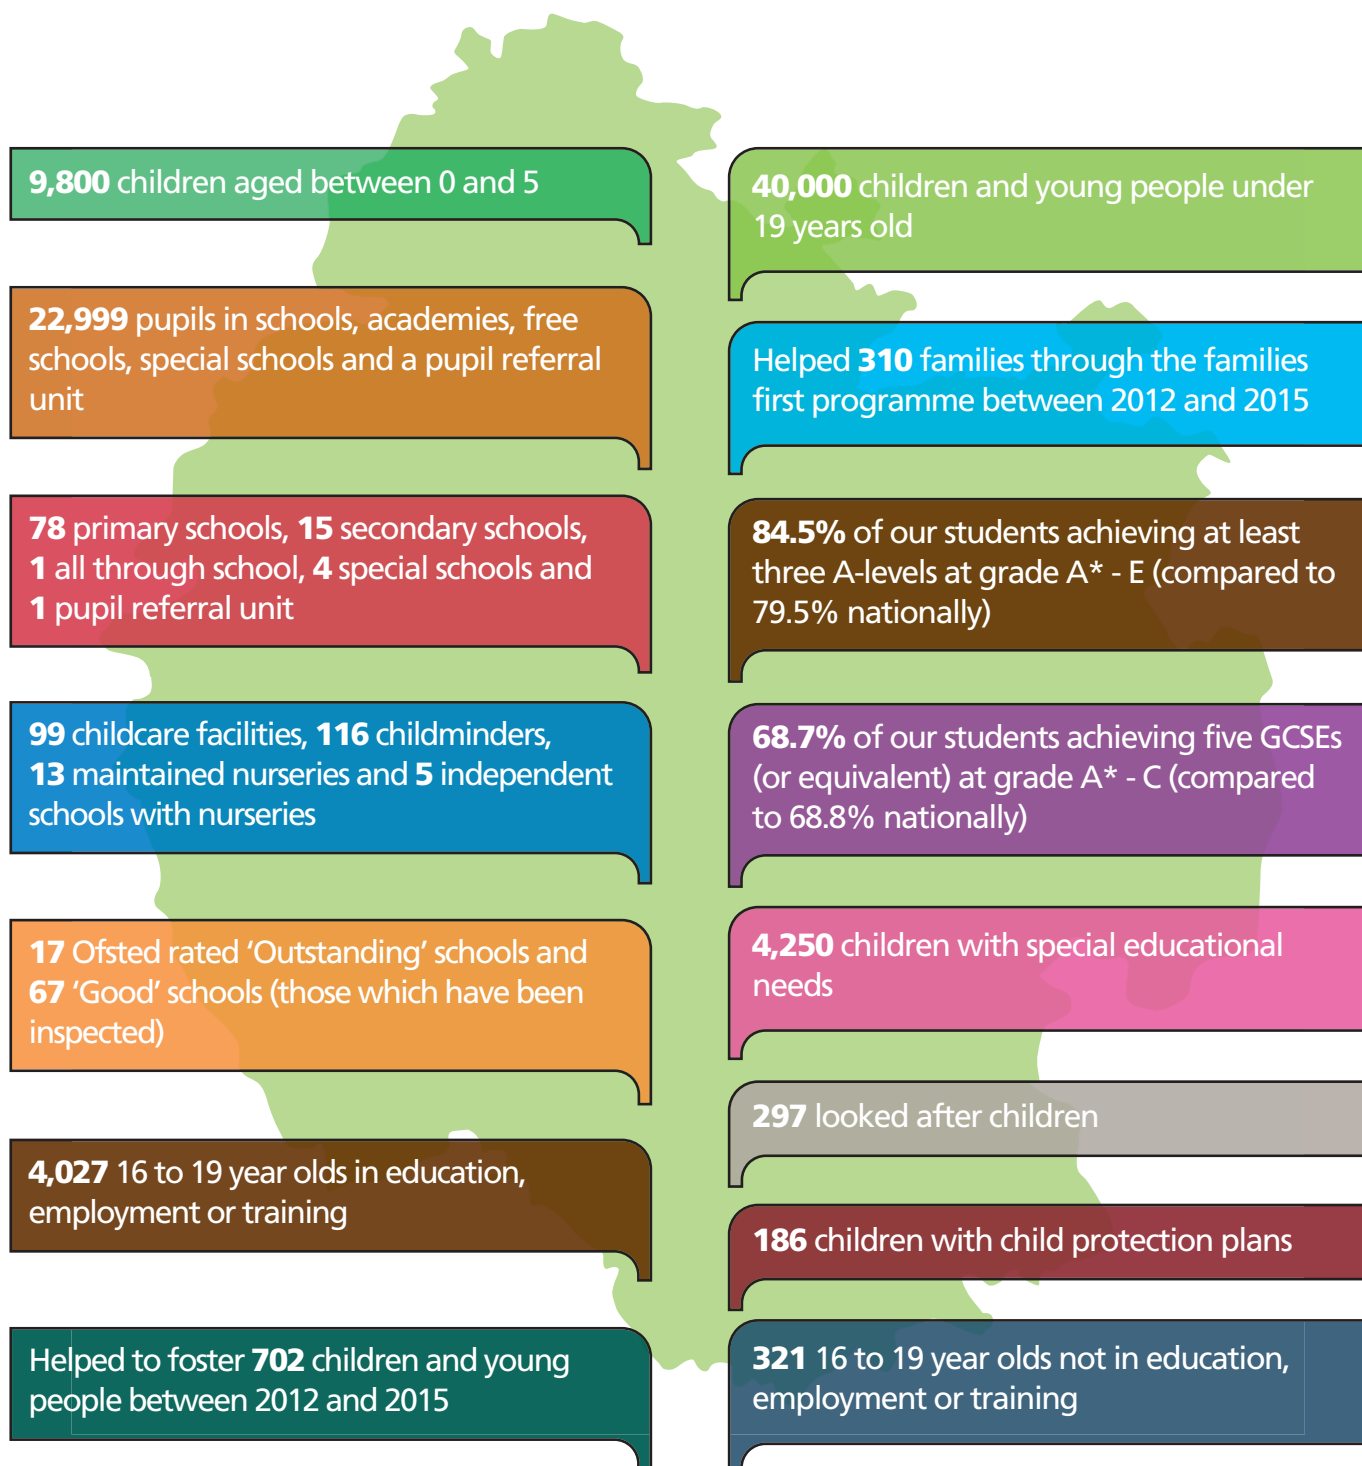 9,800 children aged between 0 and 5
22,999 pupils in schools, academies, free
schools, special schools and a pupil referral
unit
78 primary schools, 15 secondary schools,
1 all through school, 4 special schools and
1 pupil referral unit
99 childcare facilities, 116 childminders,
13 maintained nurseries and 5 independent
schools with nurseries
17 Ofsted rated ‘Outstanding’ schools and
67 ‘Good’ schools (those which have been
inspected)
4,027 16 to 19 year olds in education,
employment or training
Helped to foster 702 children and young
people between 2012 and 2015
40,000 children and young people under
19 years old
Helped 310 families through the families
first programme between 2012 and 2015
84.5% of our students achieving at least
three A-levels at grade A* - E (compared to
79.5% nationally)
68.7% of our students achieving five GCSEs
(or equivalent) at grade A* - C (compared
to 68.8% nationally)
4,250 children with special educational
needs
297 looked after children
186 children with child protection plans
321 16 to 19 year olds not in education,
employment or training